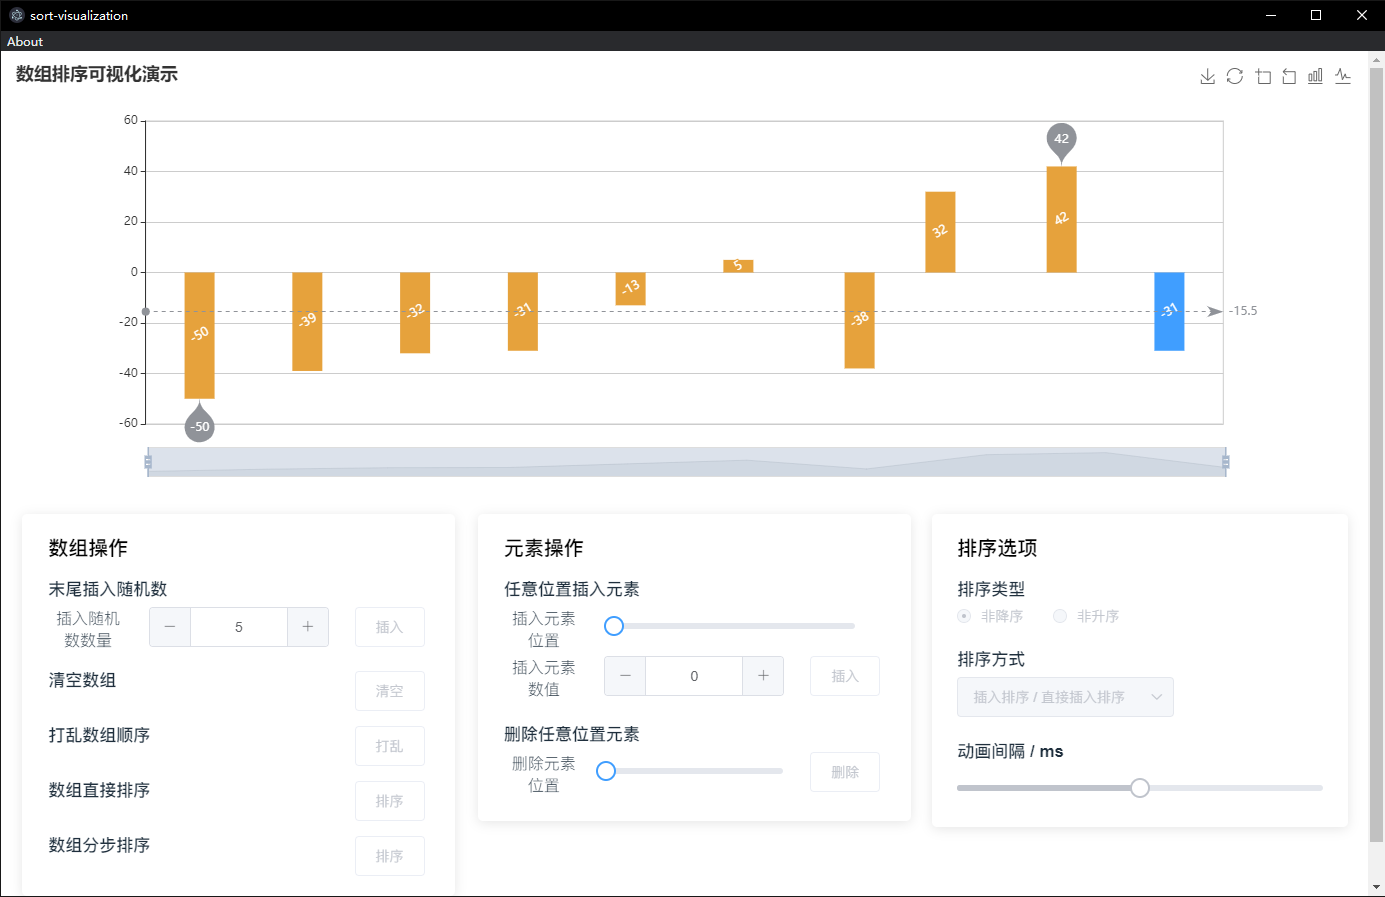 sort-visualization
About
数组排序可视化演示
60
40
20
0
-20
-40
-60
-50
-39
-32
-31
-13
5
-38
32
42
-31
42
-50
-15.5
数组操作
末尾插入随机数
插入随机
数数量
5
插入
清空数组
清空
打乱数组顺序
打乱
数组直接排序
排序
数组分步排序
排序
元素操作
任意位置插入元素
插入元素
位置
插入元素
数值
0
插入
删除任意位置元素
删除元素
位置
删除
排序选项
排序类型
非降序
非升序
排序方式
插入排序 / 直接插入排序
动画间隔 / ms